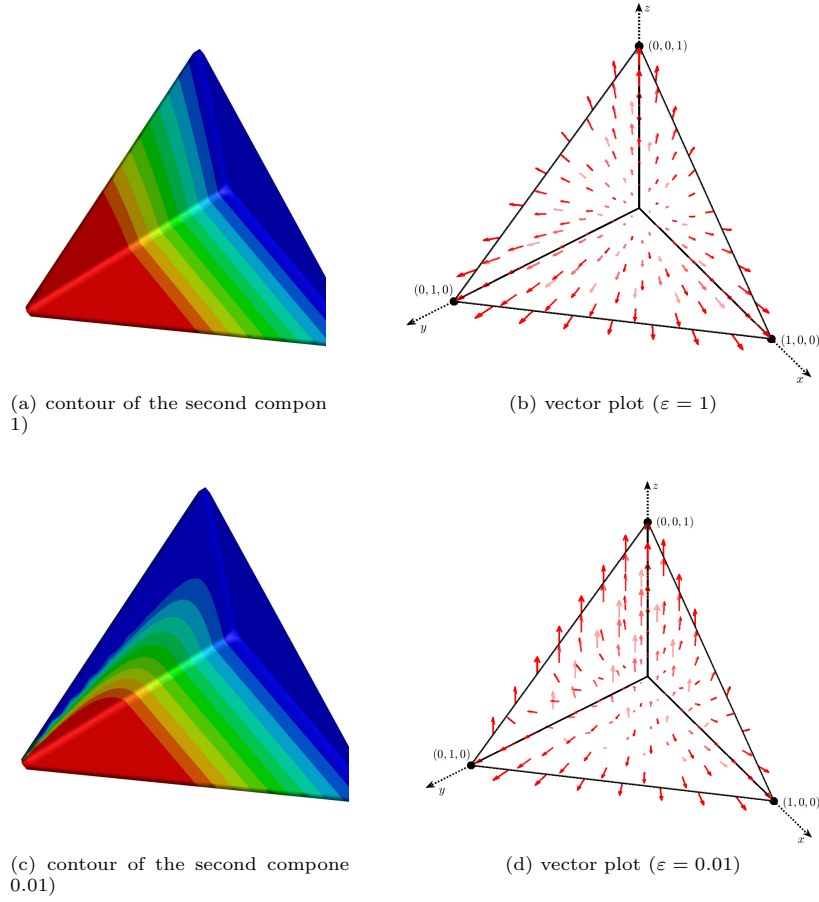 z
(0, 0, 1)
(0, 1, 0)
y
(1, 0, 0)
x
(a) contour of the second compon
1)
(b) vector plot (ε = 1)
z
(0, 0, 1)
(0, 1, 0)
y
(1, 0, 0)
x
(c) contour of the second compone
0.01)
(d) vector plot (ε = 0.01)